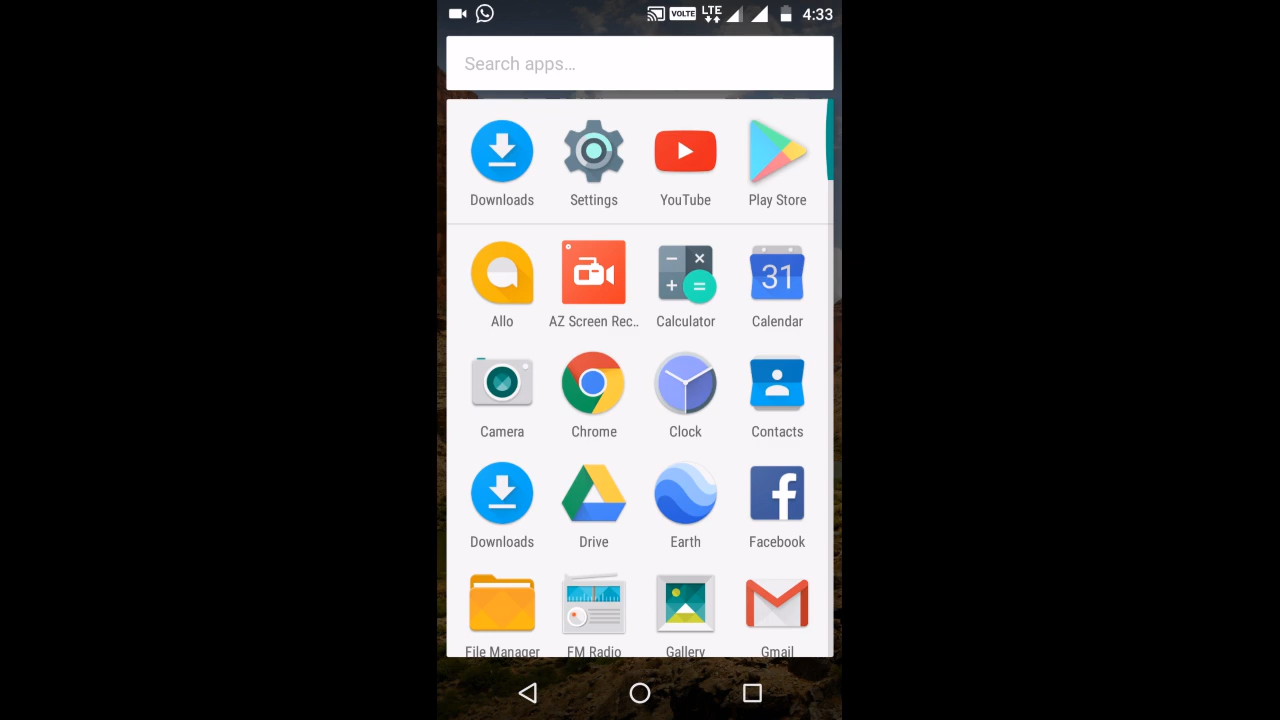 VOLTE LTE 4:33
Search apps...
Downloads Settings YouTube Play Store
31
Allo AZ Screen Rec.. Calculator Calendar
Camera Chrome Clock Contacts
Downloads Drive Earth Facebook
File Manager FM Radio Gallery Gmail